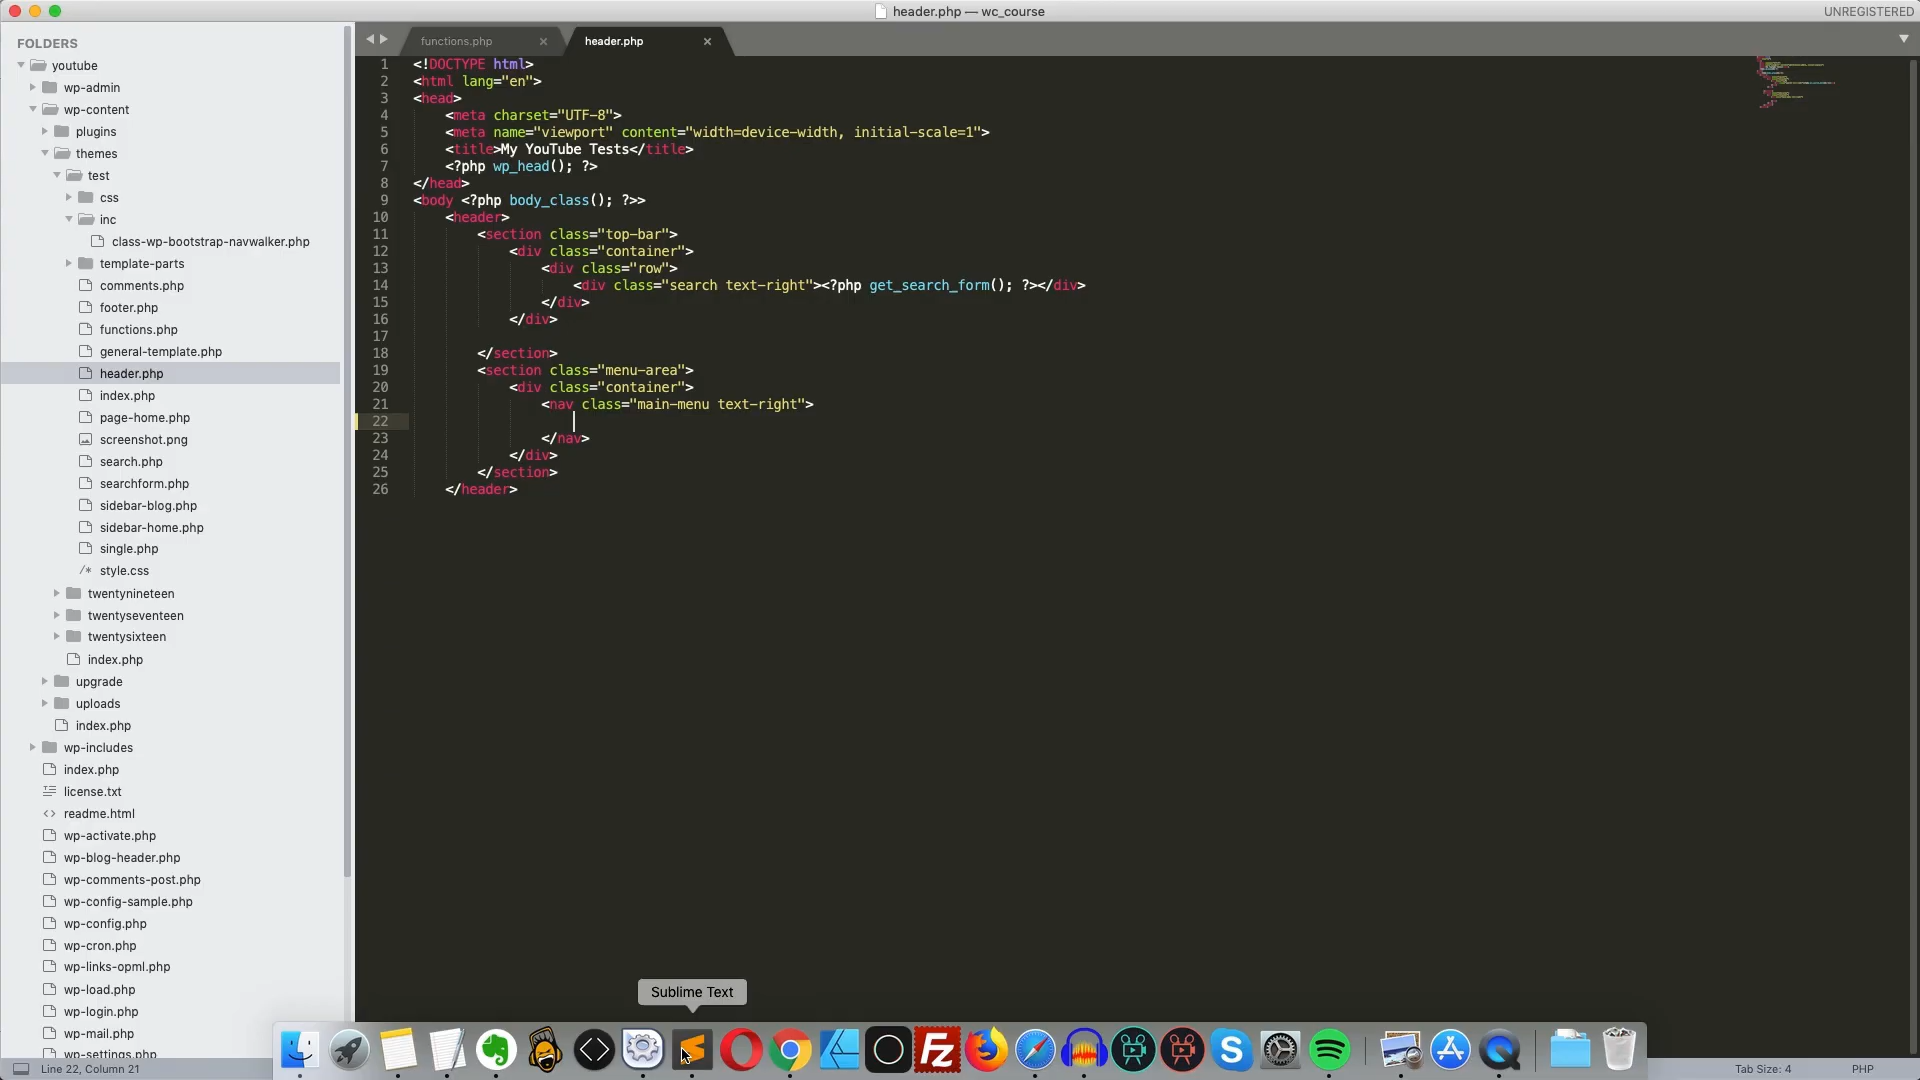 header.php — wc_course
UNREGISTERED
FOLDERS
youtube
wp-admin
wp-content
plugins
themes
test
css
inc
class-wp-bootstrap-navwalker.php
template-parts
comments.php
footer.php
functions.php
general-template.php
header.php
index.php
page-home.php
screenshot.png
search.php
searchform.php
sidebar-blog.php
sidebar-home.php
single.php
/* style.css
twentynineteen
twentyseventeen
twentysixteen
index.php
upgrade
uploads
index.php
wp-includes
index.php
license.txt
<> readme.html
wp-activate.php
wp-blog-header.php
wp-comments-post.php
wp-config-sample.php
wp-config.php
wp-cron.php
wp-links-opml.php
wp-load.php
wp-login.php
wp-mail.php
wp-settings.php
functions.php
header.php
1 <!DOCTYPE html>
2 <html lang="en">
3 <head>
4 <meta charset="UTF-8">
5 <meta name="viewport" content="width=device-width, initial-scale=1">
6 <title>My YouTube Tests</title>
7 <?php wp_head(); ?>
8 </head>
9 <body <?php body_class(); ?>>
10 <header>
11 <section class="top-bar">
12 <div class="container">
13 <div class="row">
14 <div class="search text-right"><?php get_search_form(); ?></div>
15 </div>
16 </div>
17
18 </section>
19 <section class="menu-area">
20 <div class="container">
21 <nav class="main-menu text-right">
22
23 </nav>
24 </div>
25 </section>
26 </header>
Sublime Text
Fz
S
Line 22, Column 21
Tab Size: 4
PHP